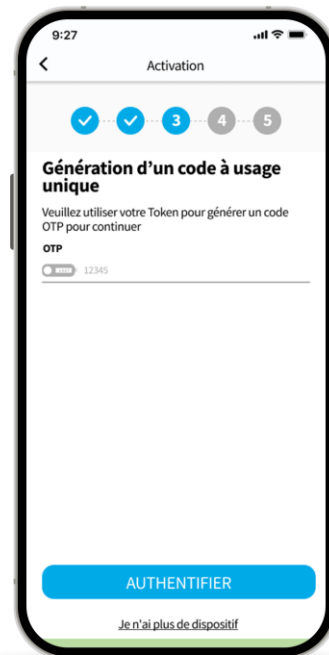 9:27
Activation
3 4 5
Génération d’un code à usage
unique
Veuillez utiliser votre Token pour générer un code
OTP pour continuer
OTP
12345
AUTHENTIFIER
Je n'ai plus de dispositif